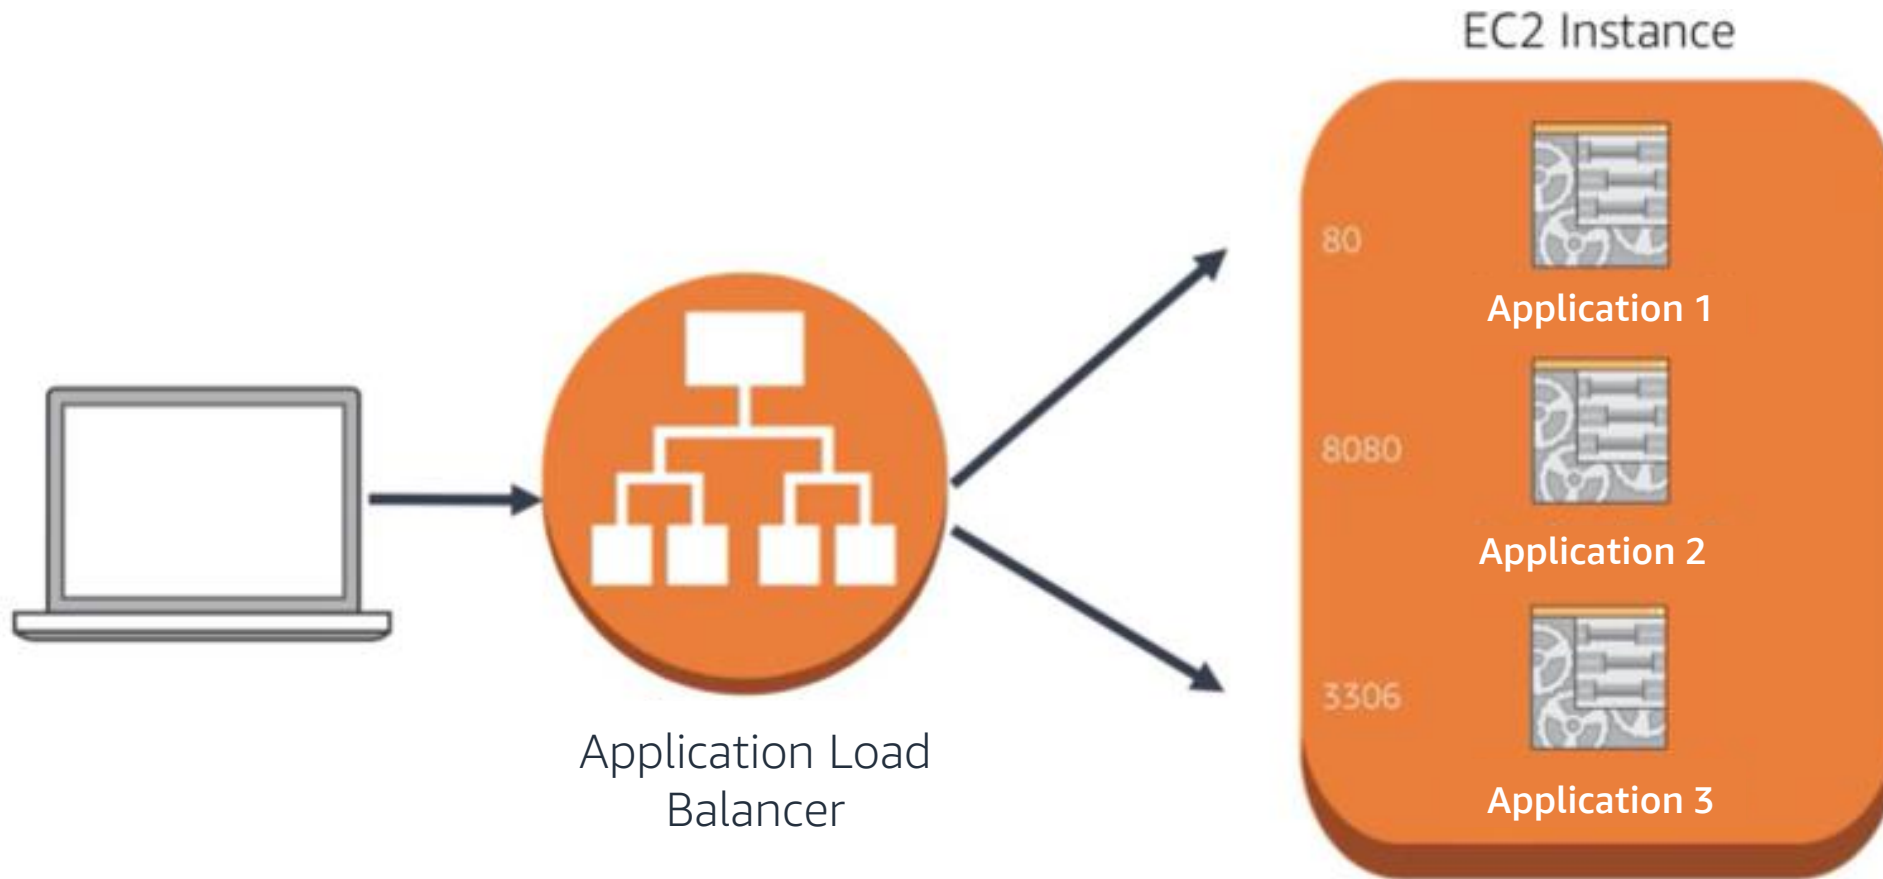 EC2 Instance
80
Application 1
8080
Application 2
3306
Application 3
Application Load
Balancer